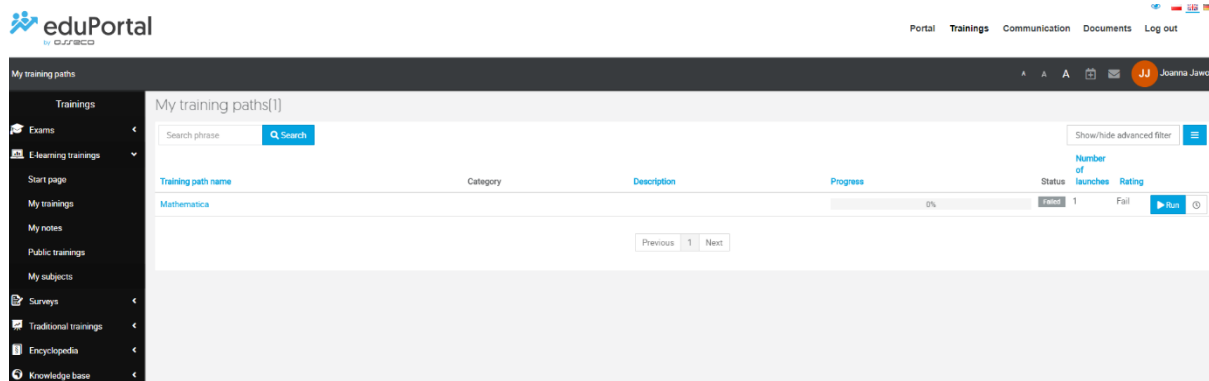 eduPortal
by asseco
Portal Trainings Communication Documents Log out
My training paths
A A A
JJ Joanna Jawo
Trainings
Exams
E-learning trainings
Start page
My trainings
My notes
Public trainings
My subjects
Surveys
Traditional trainings
Encyclopedia
Knowledge base
My training paths[1]
Search phrase Search Show/hide advanced filter
Training path name Category Description Progress Status Number of launches Rating
Mathematica 0% Failed 1 Fail Run
Previous 1 Next